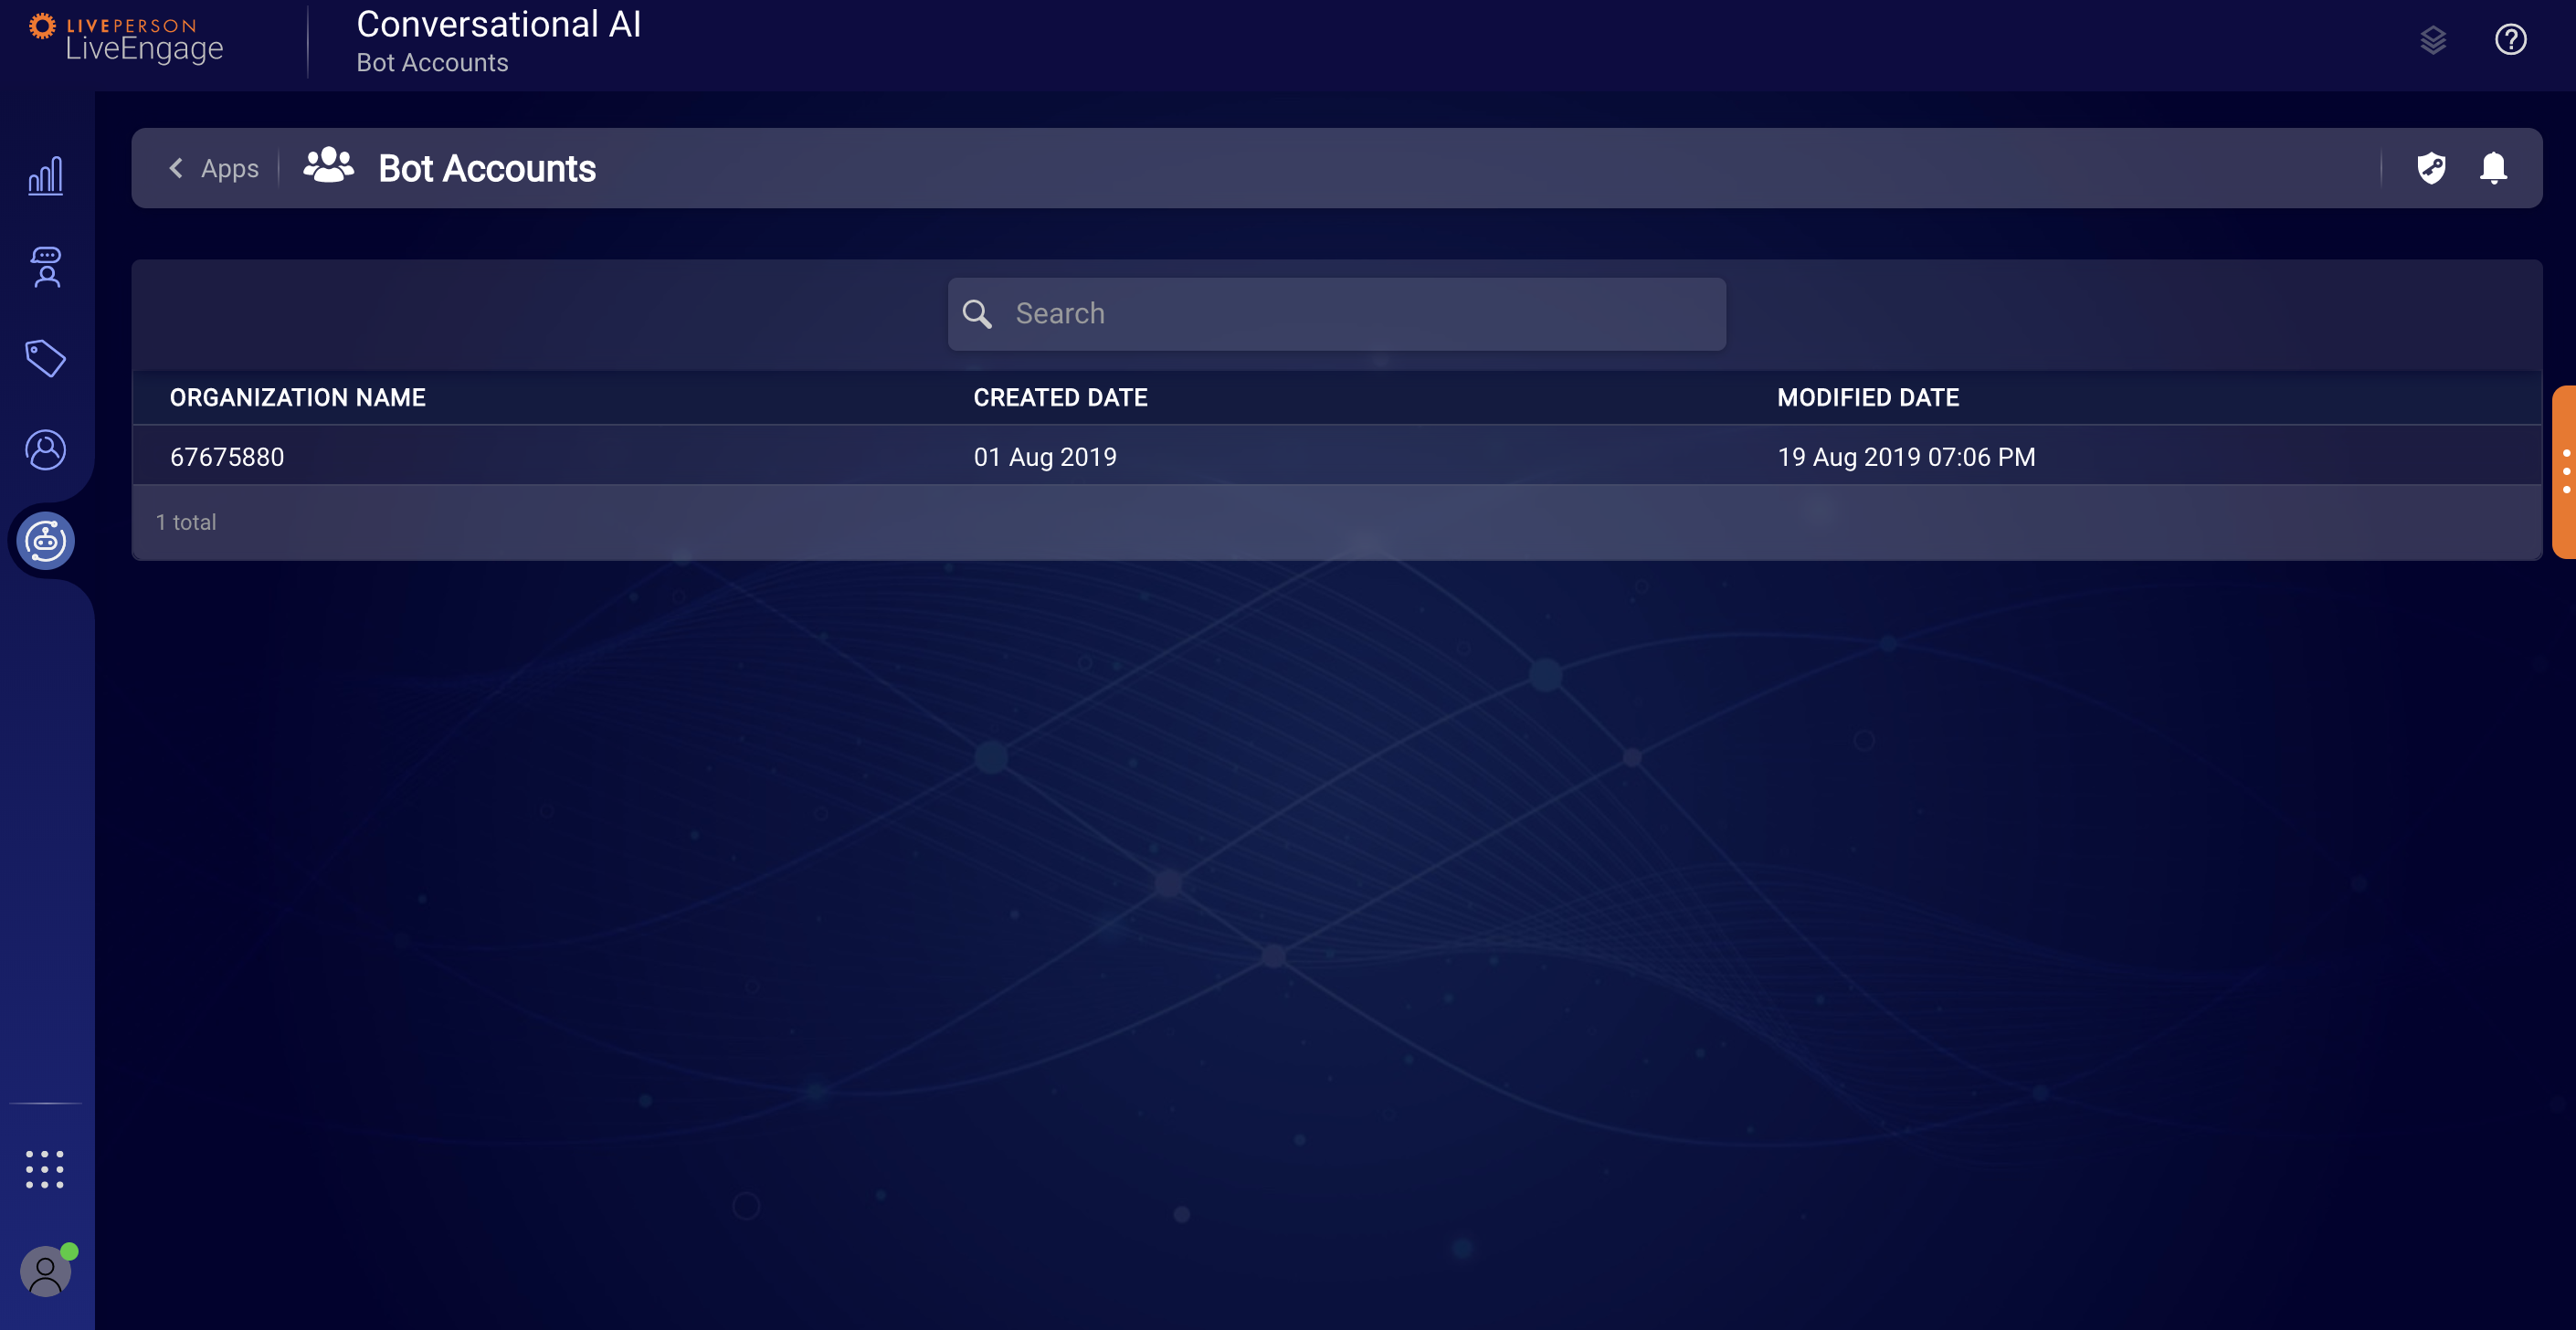 LIVEPERSON
LiveEngage
Conversational AI
Bot Accounts
Apps
Bot Accounts
Search
ORGANIZATION NAME CREATED DATE MODIFIED DATE
67675880 01 Aug 2019 19 Aug 2019 07:06 PM
1 total